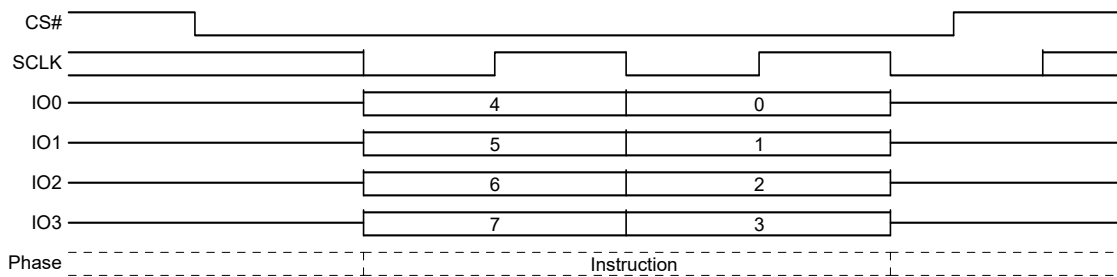 CS#
SCLK
IO0 4 0
IO1 5 1
IO2 6 2
IO3 7 3
Phase Instruction